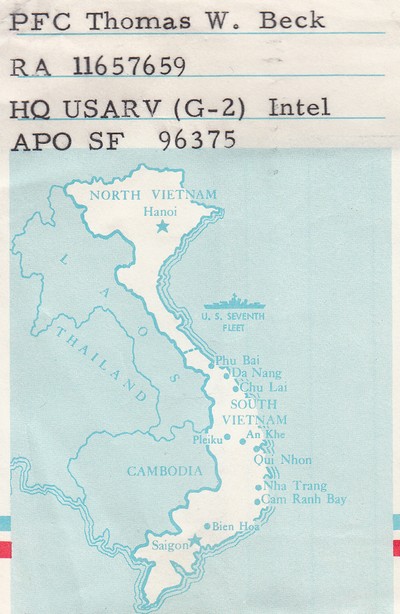 PFC Thomas W. Beck
RA 11657659
HQ USARV (G-2) Intel
APO SF 96375
NORTH VIETNAM
Hanoi
LAOS
U. S. SEVENTH
FLEET
THAILAND
Phu Bai
Da Nang
Chu Lai
SOUTH
VIETNAM
Pleiku
An Khe
Qui Nhon
CAMBODIA
Nha Trang
Cam Ranh Bay
Bien Hoa
Saigon